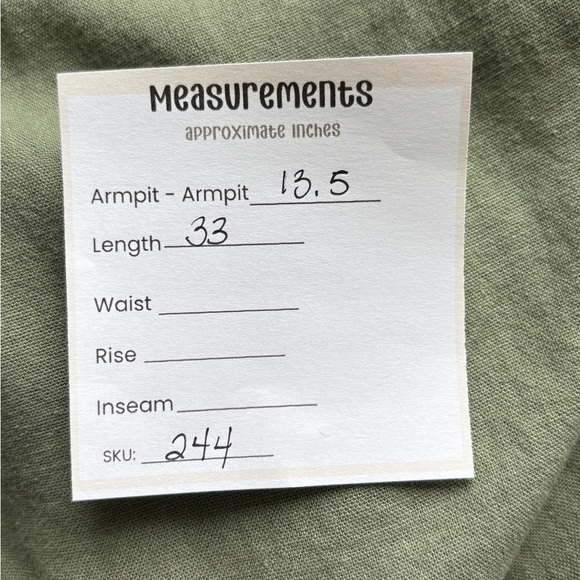 Measurements
approximate inches
Armpit - Armpit 13.5
Length 33
Waist
Rise
Inseam
SKU: 244